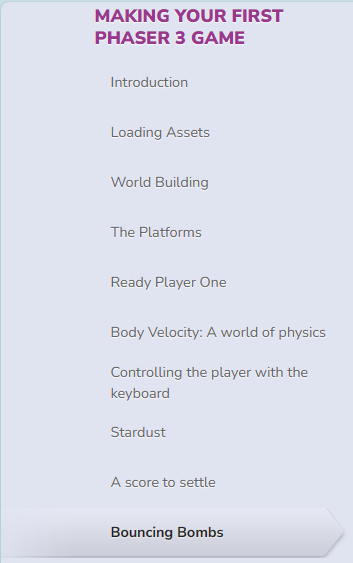 MAKING YOUR FIRST
PHASER 3 GAME
Introduction
Loading Assets
World Building
The Platforms
Ready Player One
Body Velocity: A world of physics
Controlling the player with the
keyboard
Stardust
A score to settle
Bouncing Bombs